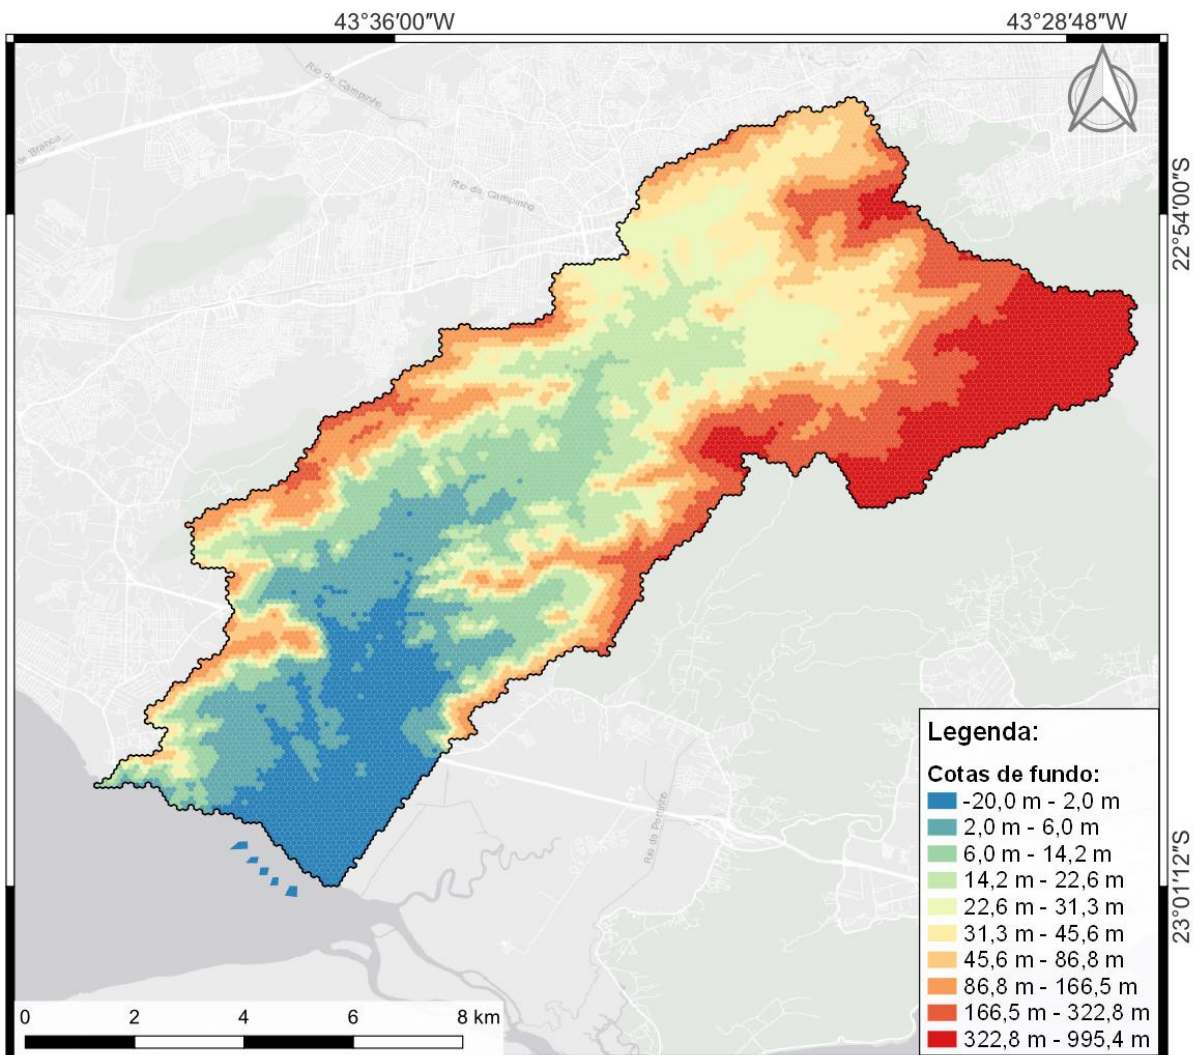 43°36'00"W
43°28'48"W
Rio do Campinho
de Branca
Rio do Campinho
22°54'00"S
Rio do Portinho
23°01'12"S
Legenda:
Cotas de fundo:
-20,0 m - 2,0 m
2,0 m - 6,0 m
6,0 m - 14,2 m
14,2 m - 22,6 m
22,6 m - 31,3 m
31,3 m - 45,6 m
45,6 m - 86,8 m
86,8 m - 166,5 m
166,5 m - 322,8 m
322,8 m - 995,4 m
0 2 4 6 8 km